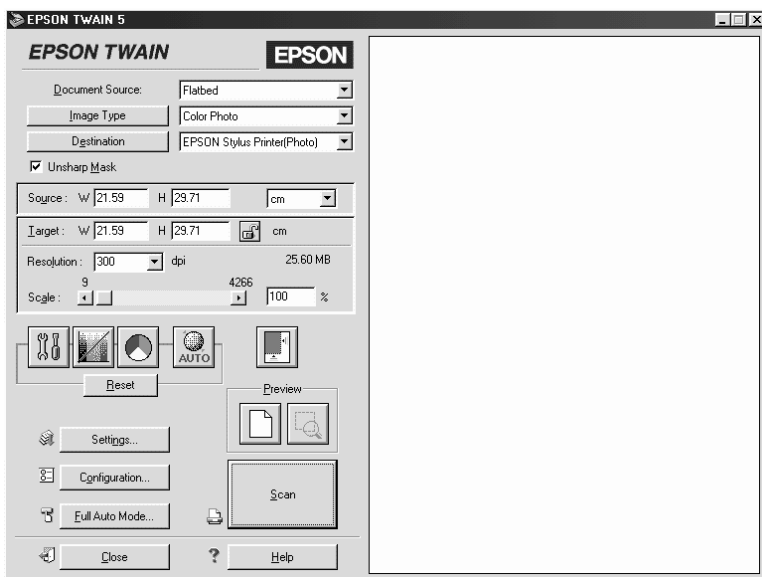 EPSON TWAIN 5
EPSON TWAIN EPSON
Document Source: Flatbed
Image Type Color Photo
Destination EPSON Stylus Printer(Photo)
Unsharp Mask
Source : W 21.59 H 29.71 cm
Target : W 21.59 H 29.71 cm
Resolution : 300 dpi 25.60 MB
9 4266
Scale : 100 %
AUTO
Reset
Preview
Settings...
Configuration...
Scan
Full Auto Mode...
Close ? Help